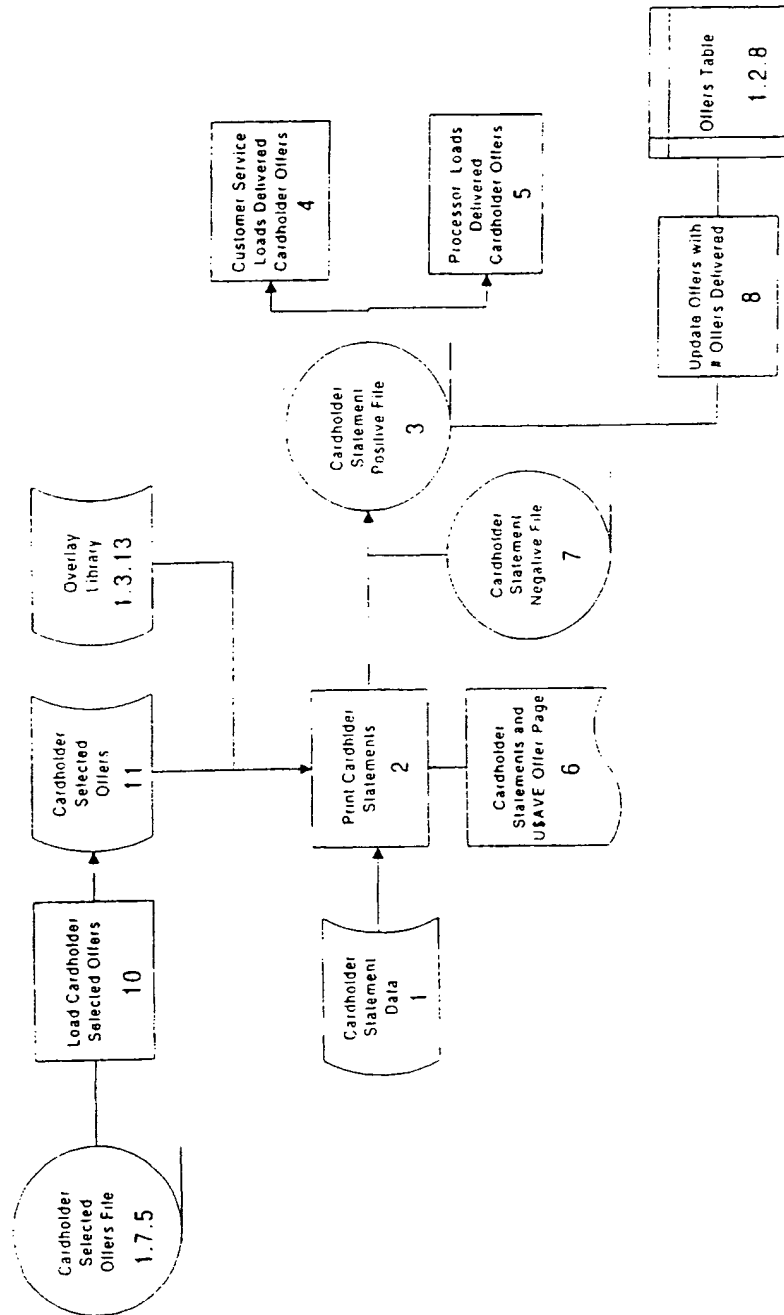 Cardholder
Selected
Offers File
1.7.5
Load Cardholder
Selected Offers
10
Cardholder
Selected
Offers
11
Overlay
Library
1.3.13
Cardholder
Statement
Data
1
Print Cardholder
Statements
2
Cardholder
Statements and
U$AVE Offer Page
6
Cardholder
Statement
Negative File
7
Cardholder
Statement
Positive File
3
Customer Service
Loads Delivered
Cardholder Offers
4
Processor Loads
Delivered
Cardholder Offers
5
Update Offers with
# Offers Delivered
8
Offers Table
1.2.8